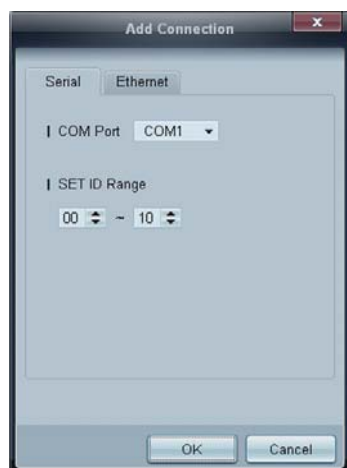 Add Connection
x
Serial Ethernet
COM Port COM1
SET ID Range
00 ~ 10
OK Cancel